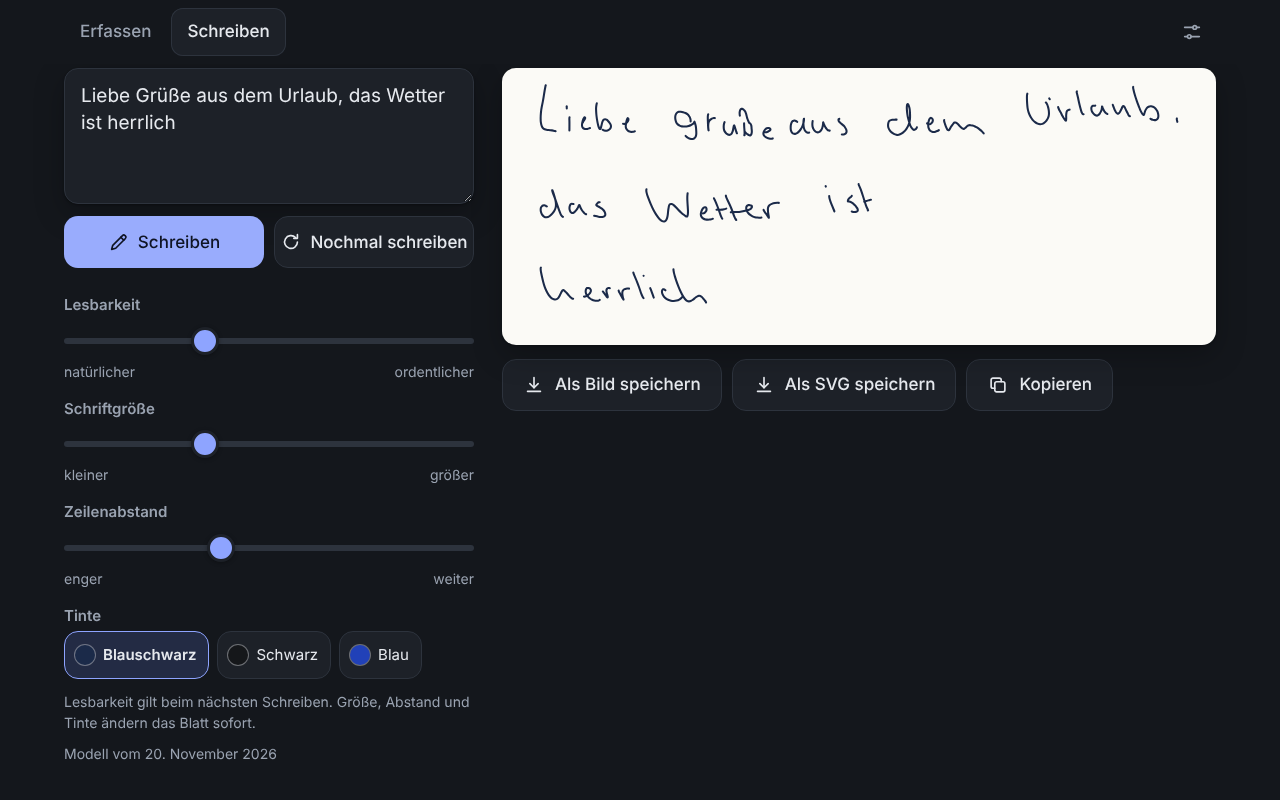 Erfassen Schreiben
Liebe Grüße aus dem Urlaub, das Wetter
ist herrlich
Schreiben Nochmal schreiben
Lesbarkeit
natürlicher ordentlicher
Schriftgröße
kleiner größer
Zeilenabstand
enger weiter
Tinte
Blauschwarz Schwarz Blau
Lesbarkeit gilt beim nächsten Schreiben. Größe, Abstand und
Tinte ändern das Blatt sofort.
Modell vom 20. November 2026
Liebe Gruße aus dem Urlaub,
das Wetter ist
herrlich
Als Bild speichern Als SVG speichern Kopieren